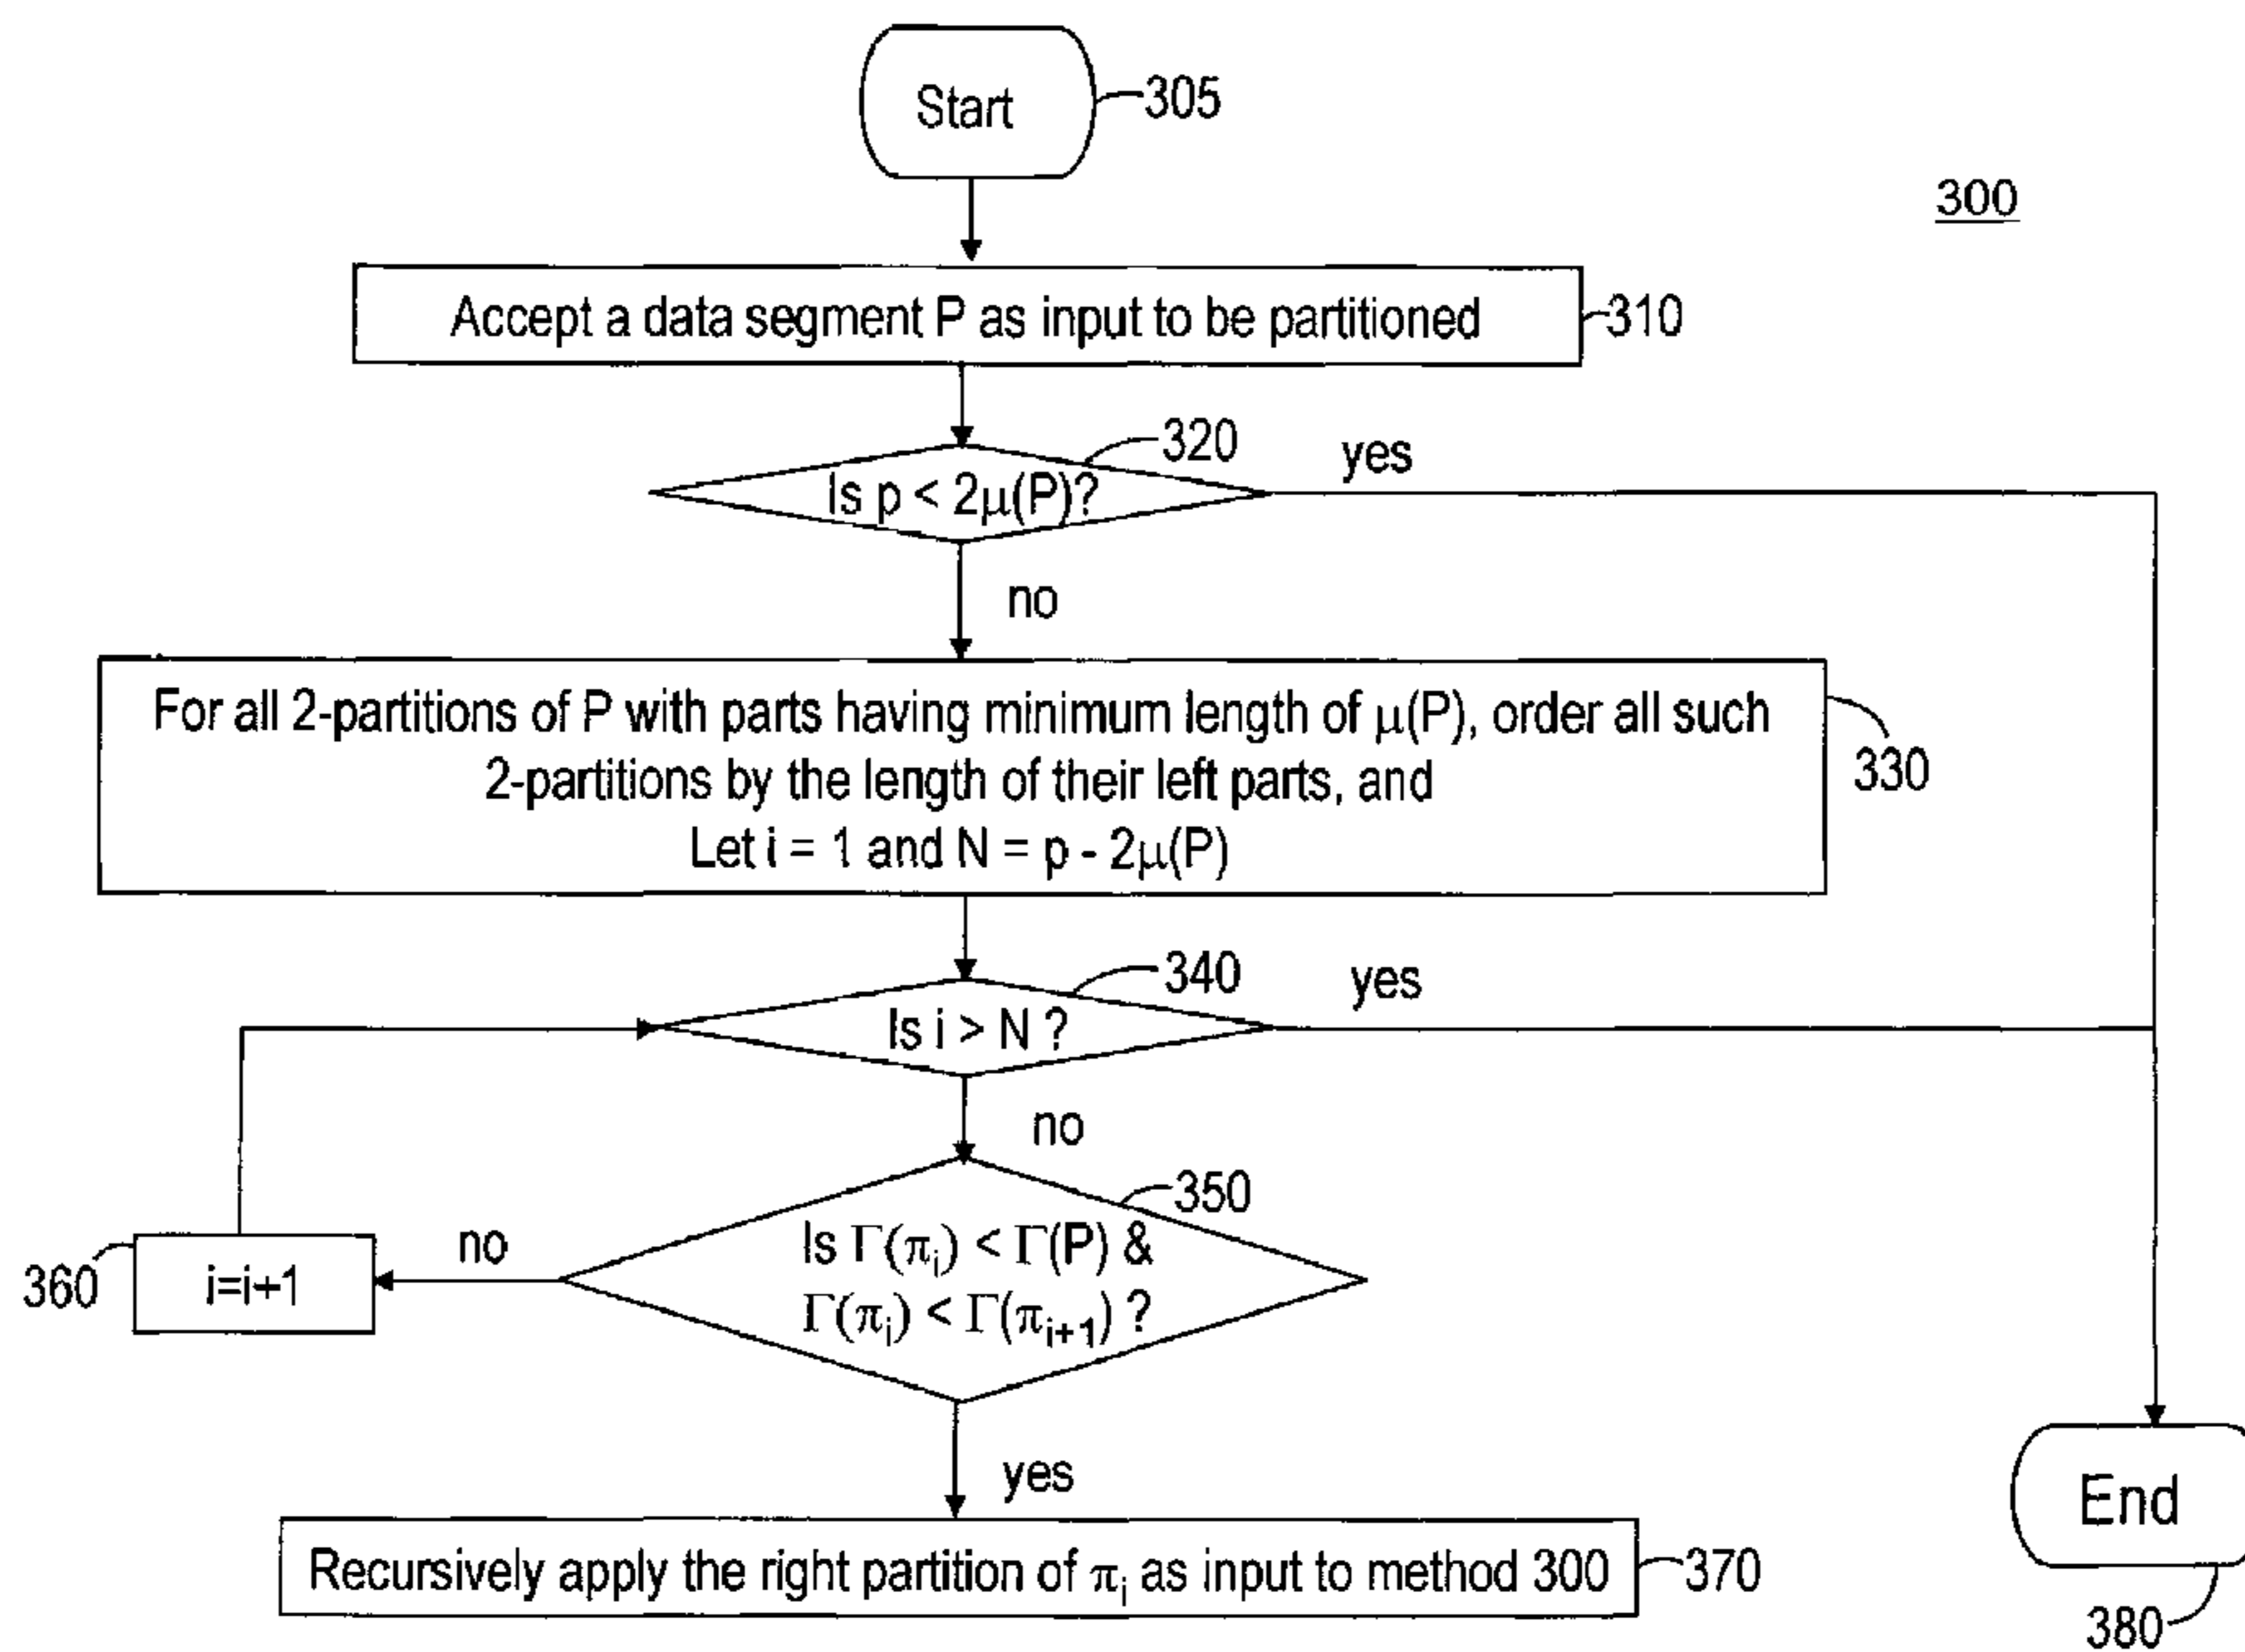 Start
305
300
Accept a data segment P as input to be partitioned
310
320
yes
Is p < 2μ(P)?
no
For all 2-partitions of P with parts having minimum length of μ(P), order all such
2-partitions by the length of their left parts, and
Let i = 1 and N = p - 2μ(P)
330
340
yes
Is i > N ?
no
350
Is Γ(πi) < Γ(P) &
Γ(πi) < Γ(πi+1) ?
no
360
i=i+1
yes
Recursively apply the right partition of πi as input to method 300
370
End
380